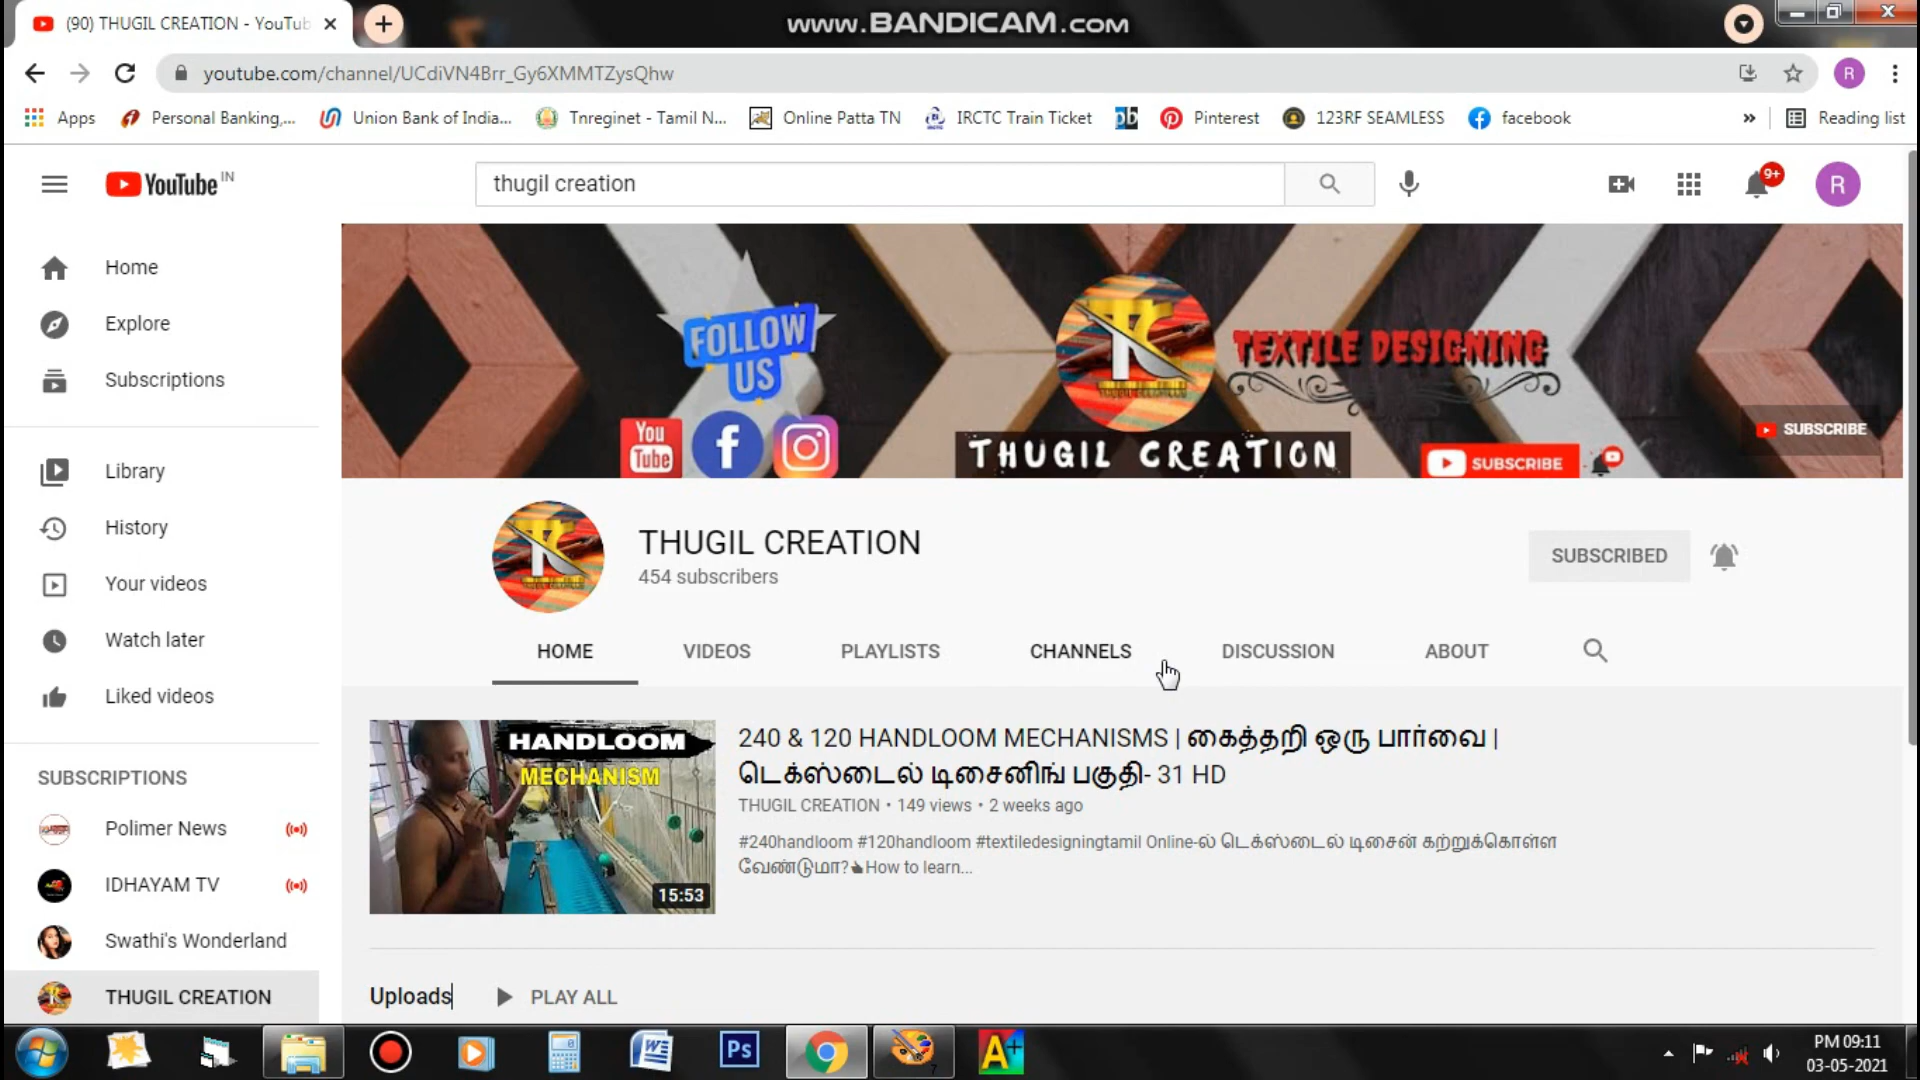 (90) THUGIL CREATION - YouTub
www.BANDICAM.com
youtube.com/channel/UCdiVN4Brr_Gy6XMMTZysQhw
R
Apps
Personal Banking,...
Union Bank of India...
Tnreginet - Tamil N...
Online Patta TN
IRCTC Train Ticket
Pinterest
123RF SEAMLESS
facebook
»
Reading list
YouTube IN
thugil creation
9+
R
Home
Explore
Subscriptions
Library
History
Your videos
Watch later
Liked videos
SUBSCRIPTIONS
Polimer News
IDHAYAM TV
Swathi's Wonderland
THUGIL CREATION
FOLLOW
US
You
Tube
TEXTILE DESIGNING
THUGIL CREATION
SUBSCRIBE
SUBSCRIBE
THUGIL CREATION
454 subscribers
SUBSCRIBED
HOME
VIDEOS
PLAYLISTS
CHANNELS
DISCUSSION
ABOUT
HANDLOOM
MECHANISM
15:53
240 & 120 HANDLOOM MECHANISMS | கைத்தறி ஒரு பார்வை |
டெக்ஸ்டைல் டிசைனிங் பகுதி- 31 HD
THUGIL CREATION • 149 views • 2 weeks ago
#240handloom #120handloom #textiledesigningtamil Online-ல் டெக்ஸ்டைல் டிசைன் கற்றுக்கொள்ள
வேண்டுமா?👆How to learn...
Uploads
PLAY ALL
Ps
A+
PM 09:11
03-05-2021